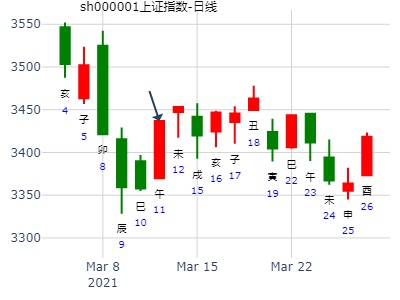 sh000001上证指数-日线
3550
3500
3450
3400
3350
3300
亥
4
子
5
卯
8
辰
9
巳
10
午
11
未
12
戌
15
亥
16
子
17
丑
18
寅
19
巳
22
午
23
未
24
申
25
酉
26
Mar 8
2021
Mar 15
Mar 22